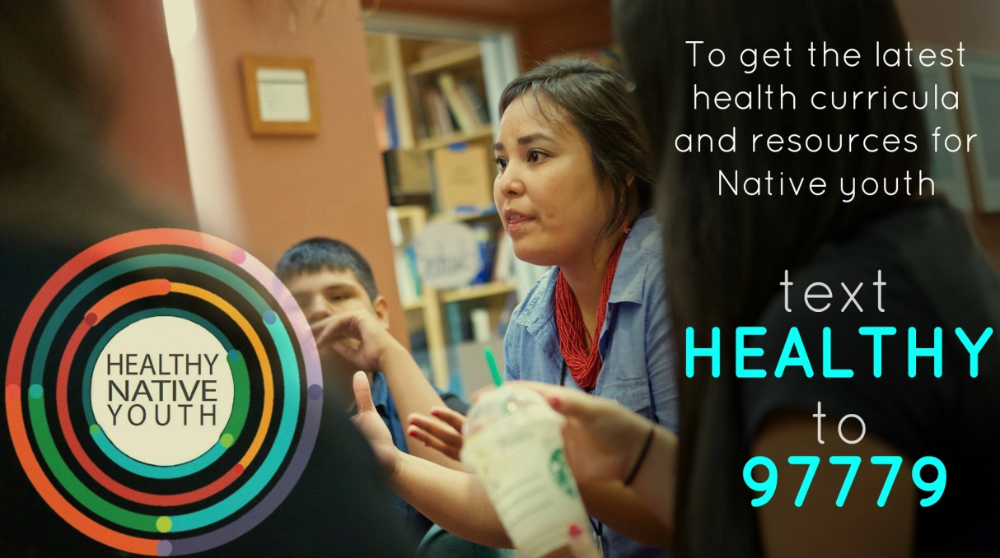 To get the latest
health curricula
and resources for
Native youth
text
HEALTHY
to
97779
HEALTHY
NATIVE
YOUTH